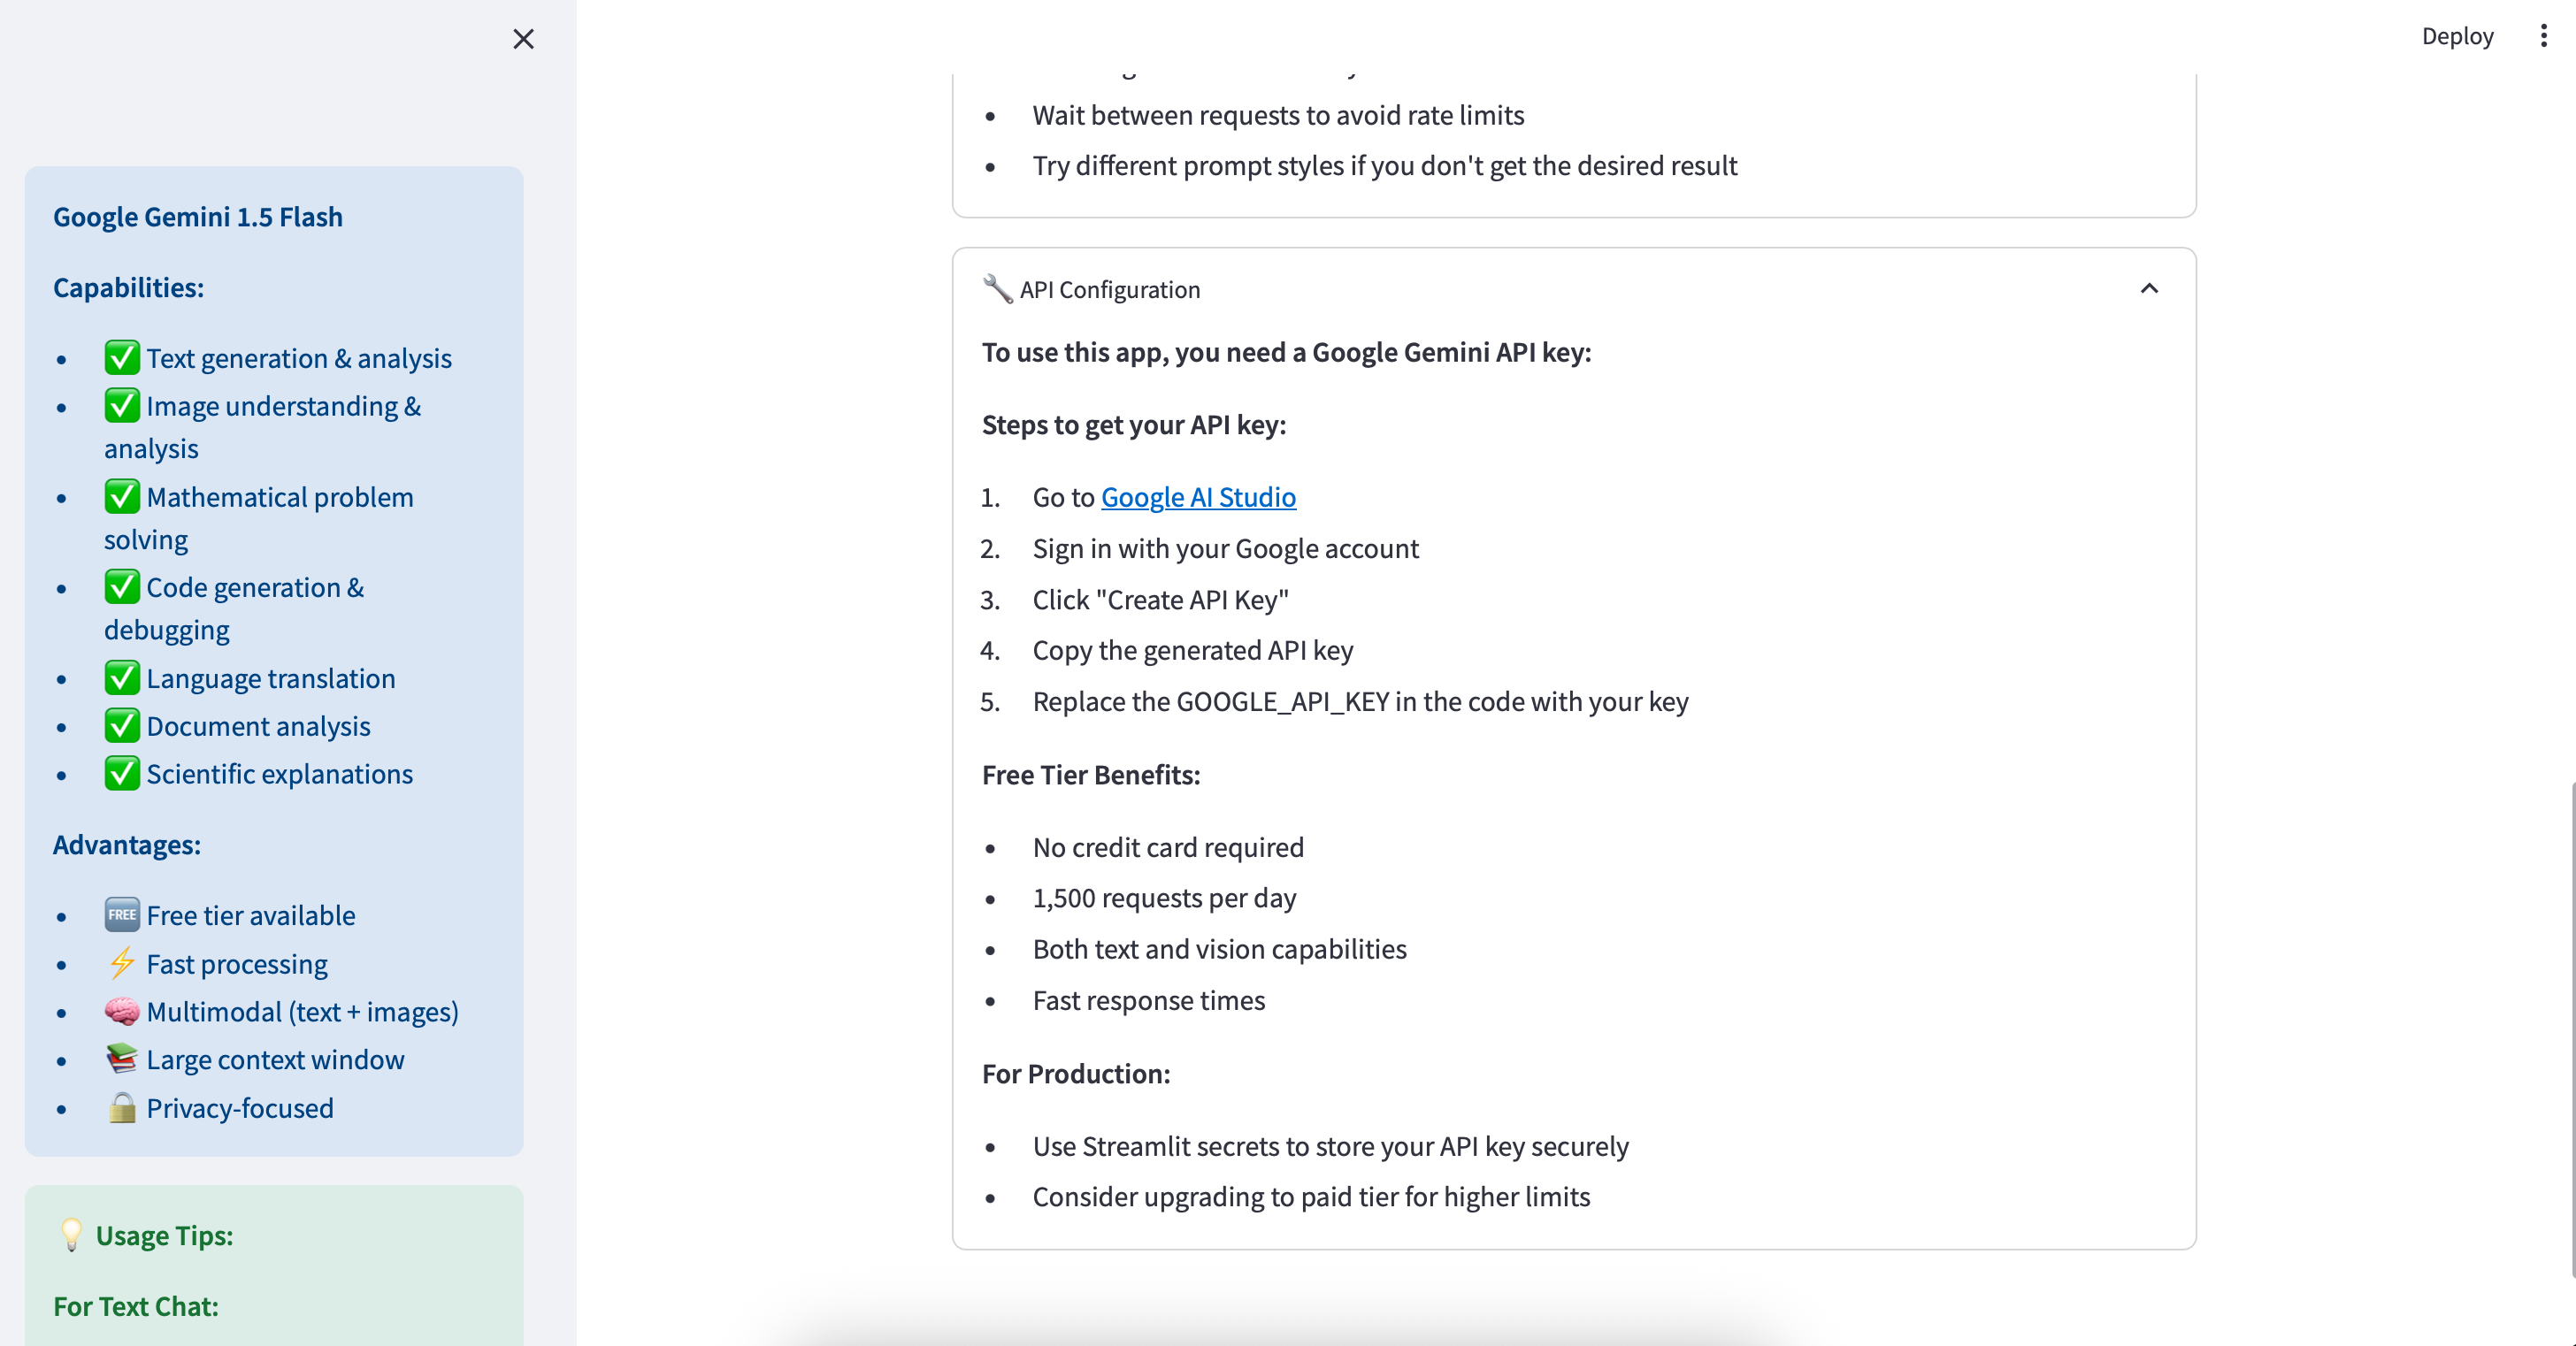 Deploy
Google Gemini 1.5 Flash
Capabilities:
• ✅ Text generation & analysis
• ✅ Image understanding &
analysis
• ✅ Mathematical problem
solving
• ✅ Code generation &
debugging
• ✅ Language translation
• ✅ Document analysis
• ✅ Scientific explanations
Advantages:
• 🆓 Free tier available
• ⚡ Fast processing
• 🧠 Multimodal (text + images)
• 📚 Large context window
• 🔒 Privacy-focused
💡 Usage Tips:
For Text Chat:
• Wait between requests to avoid rate limits
• Try different prompt styles if you don't get the desired result
🔧 API Configuration
To use this app, you need a Google Gemini API key:
Steps to get your API key:
1. Go to Google AI Studio
2. Sign in with your Google account
3. Click "Create API Key"
4. Copy the generated API key
5. Replace the GOOGLE_API_KEY in the code with your key
Free Tier Benefits:
• No credit card required
• 1,500 requests per day
• Both text and vision capabilities
• Fast response times
For Production:
• Use Streamlit secrets to store your API key securely
• Consider upgrading to paid tier for higher limits